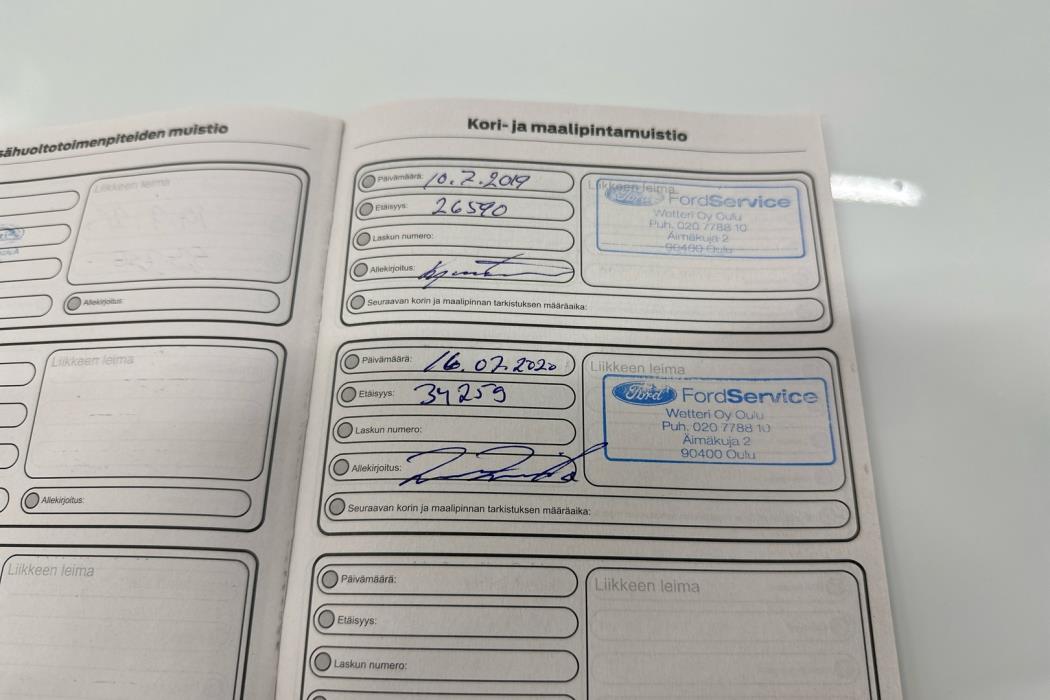 sähuoltotoimenpiteiden muistio
Liikkeen leima
Allekirjoitus:
Liikkeen leima
Allekirjoitus:
Liikkeen leima
Kori- ja maalipintamuistio
Päivämäärä: 10.7.2019
Etäisyys: 26590
Laskun numero:
Allekirjoitus:
Seuraavan korin ja maalipinnan tarkistuksen määräaika:
Liikkeen leima
Ford FordService
Wetteri Oy Oulu
Puh. 020 7788 10
Äimäkuja 2
90400 Oulu
Päivämäärä: 16.07.2020
Etäisyys: 34259
Laskun numero:
Allekirjoitus:
Seuraavan korin ja maalipinnan tarkistuksen määräaika:
Liikkeen leima
Ford FordService
Wetteri Oy Oulu
Puh. 020 7788 10
Äimäkuja 2
90400 Oulu
Päivämäärä:
Etäisyys:
Laskun numero:
Liikkeen leima